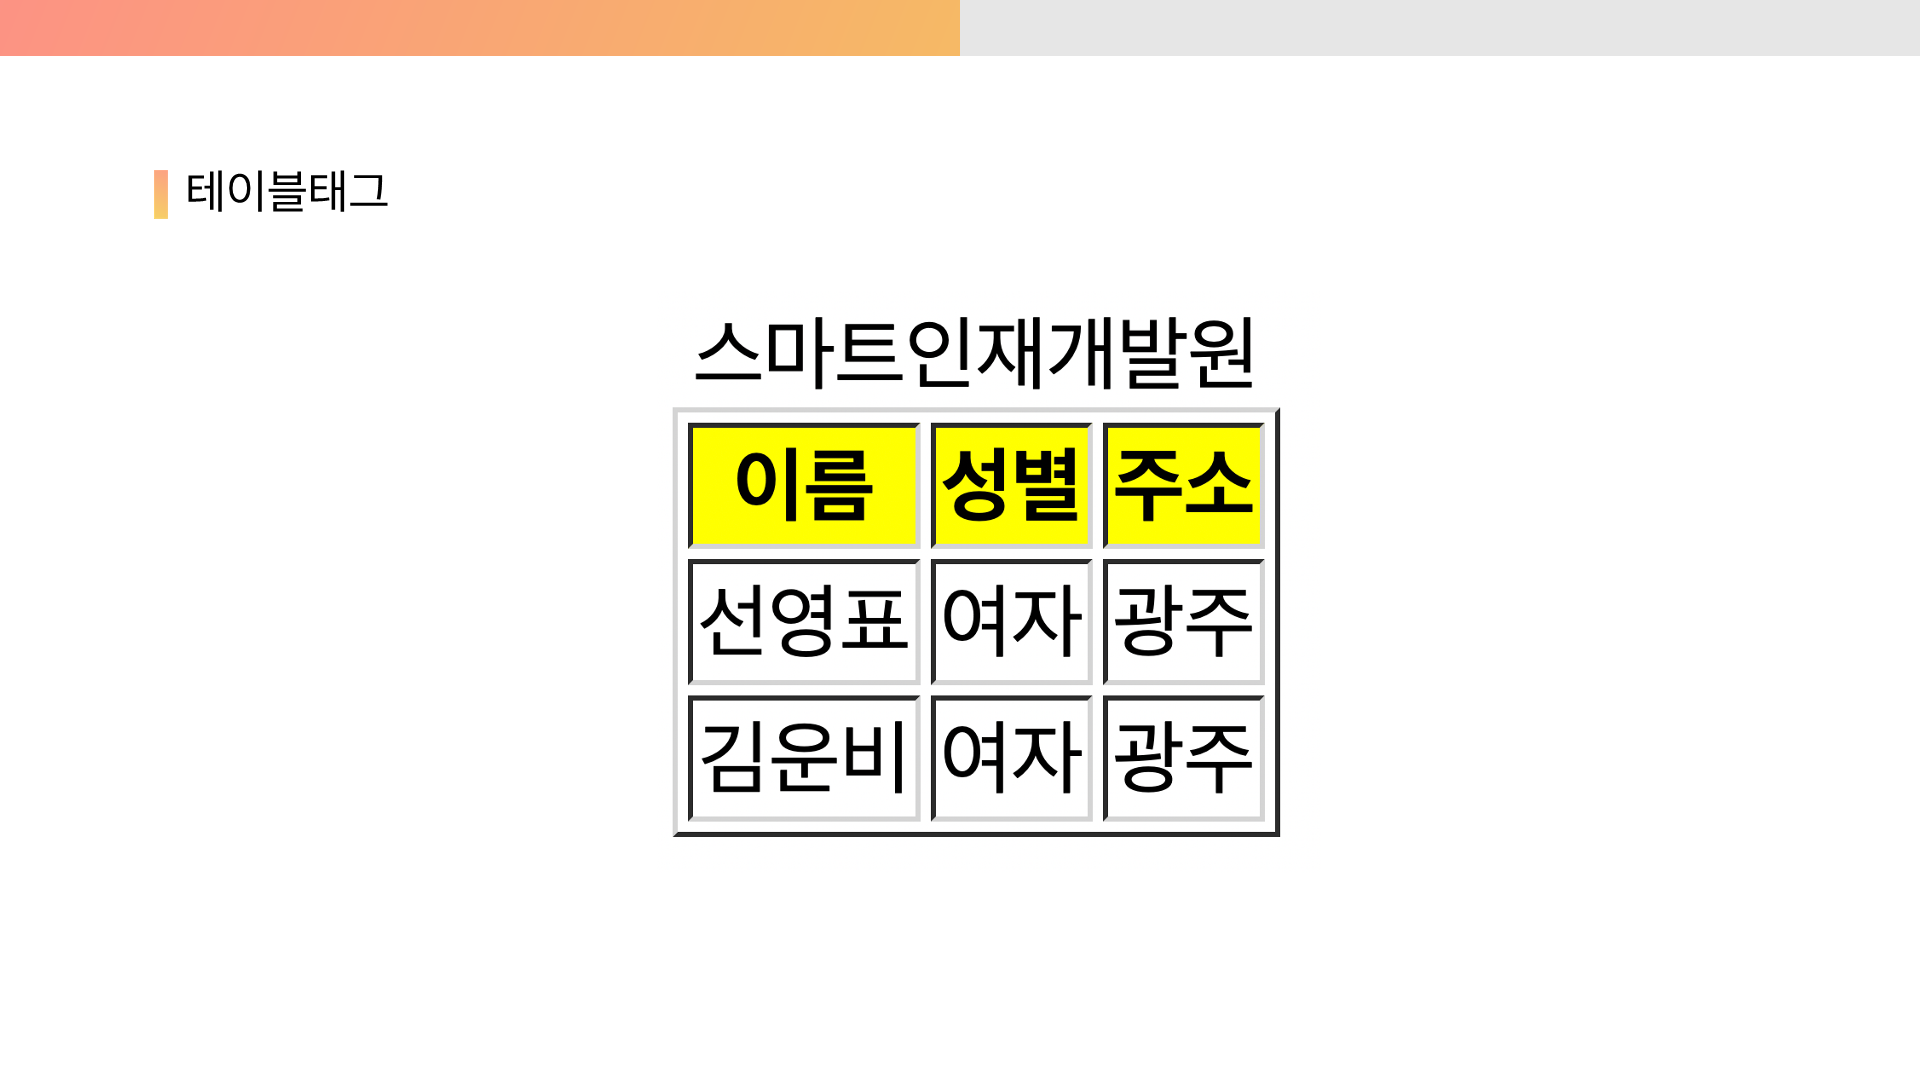 테이블태그
스마트인재개발원
이름 성별 주소
선영표 여자 광주
김운비 여자 광주